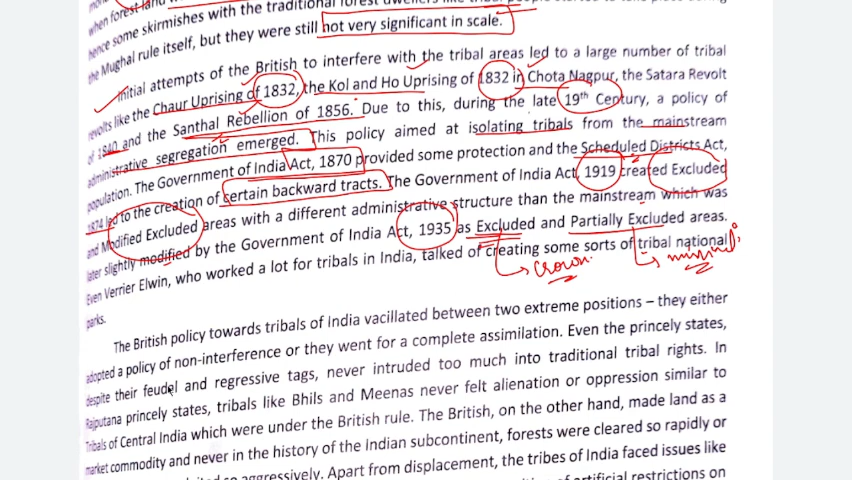 when forest land
hence some skirmishes with the traditional forest dwellers like tribal people started to take place during
the Mughal rule itself, but they were still not very significant in scale.
Initial attempts of the British to interfere with the tribal areas led to a large number of tribal
revolts like the Chaur Uprising of 1832, the Kol and Ho Uprising of 1832 in Chota Nagpur, the Satara Revolt
of 1840 and the Santhal Rebellion of 1856. Due to this, during the late 19th Century, a policy of
administrative segregation emerged. This policy aimed at isolating tribals from the mainstream
population. The Government of India Act, 1870 provided some protection and the Scheduled Districts Act,
1874 led to the creation of certain backward tracts. The Government of India Act, 1919 created Excluded
and Modified Excluded areas with a different administrative structure than the mainstream which was
later slightly modified by the Government of India Act, 1935 as Excluded and Partially Excluded areas.
Even Verrier Elwin, who worked a lot for tribals in India, talked of creating some sorts of tribal national
parks.
crown
The British policy towards tribals of India vacillated between two extreme positions – they either
adopted a policy of non-interference or they went for a complete assimilation. Even the princely states,
despite their feudal and regressive tags, never intruded too much into traditional tribal rights. In
Rajputana princely states, tribals like Bhils and Meenas never felt alienation or oppression similar to
Tribals of Central India which were under the British rule. The British, on the other hand, made land as a
market commodity and never in the history of the Indian subcontinent, forests were cleared so rapidly or
so aggressively. Apart from displacement, the tribes of India faced issues like
of artificial restrictions on